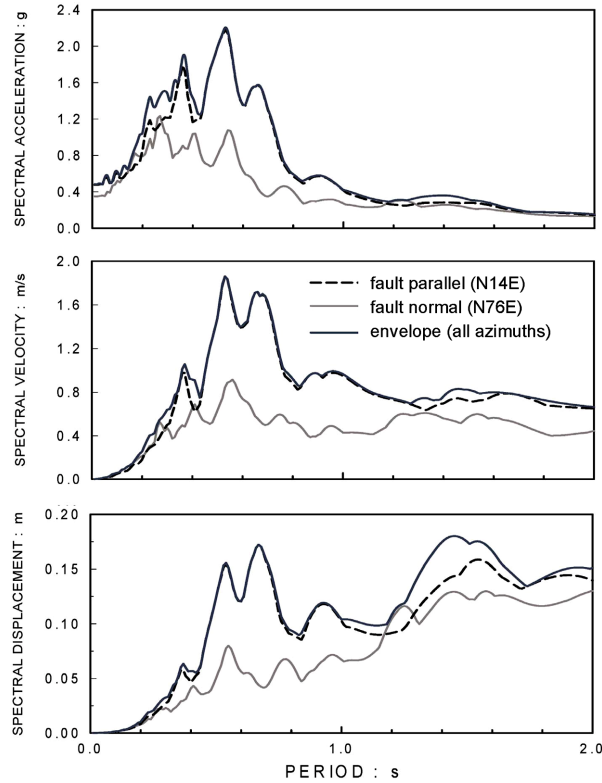 SPECTRAL ACCELERATION : g
2.4
2.0
1.6
1.2
0.8
0.4
0.0
SPECTRAL VELOCITY : m/s
2.0
1.6
1.2
0.8
0.4
0.0
fault parallel (N14E)
fault normal (N76E)
envelope (all azimuths)
SPECTRAL DISPLACEMENT : m
0.20
0.15
0.10
0.05
0.00
0.0 1.0 2.0
PERIOD : s